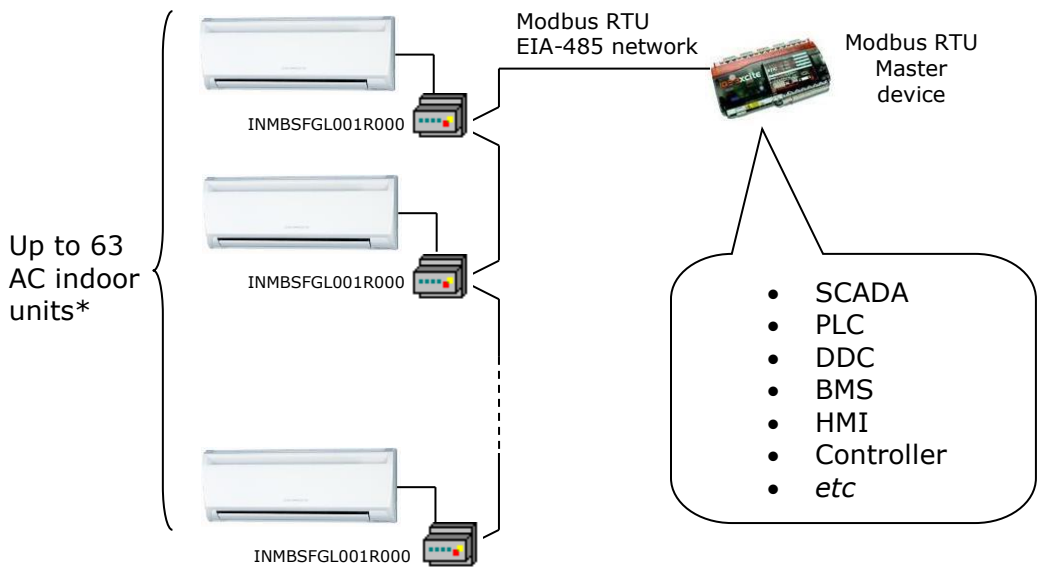 Modbus RTU
EIA-485 network
Modbus RTU
Master
device
INMBSFGL001R000
INMBSFGL001R000
Up to 63
AC indoor
units*
• SCADA
• PLC
• DDC
• BMS
• HMI
• Controller
• etc
INMBSFGL001R000